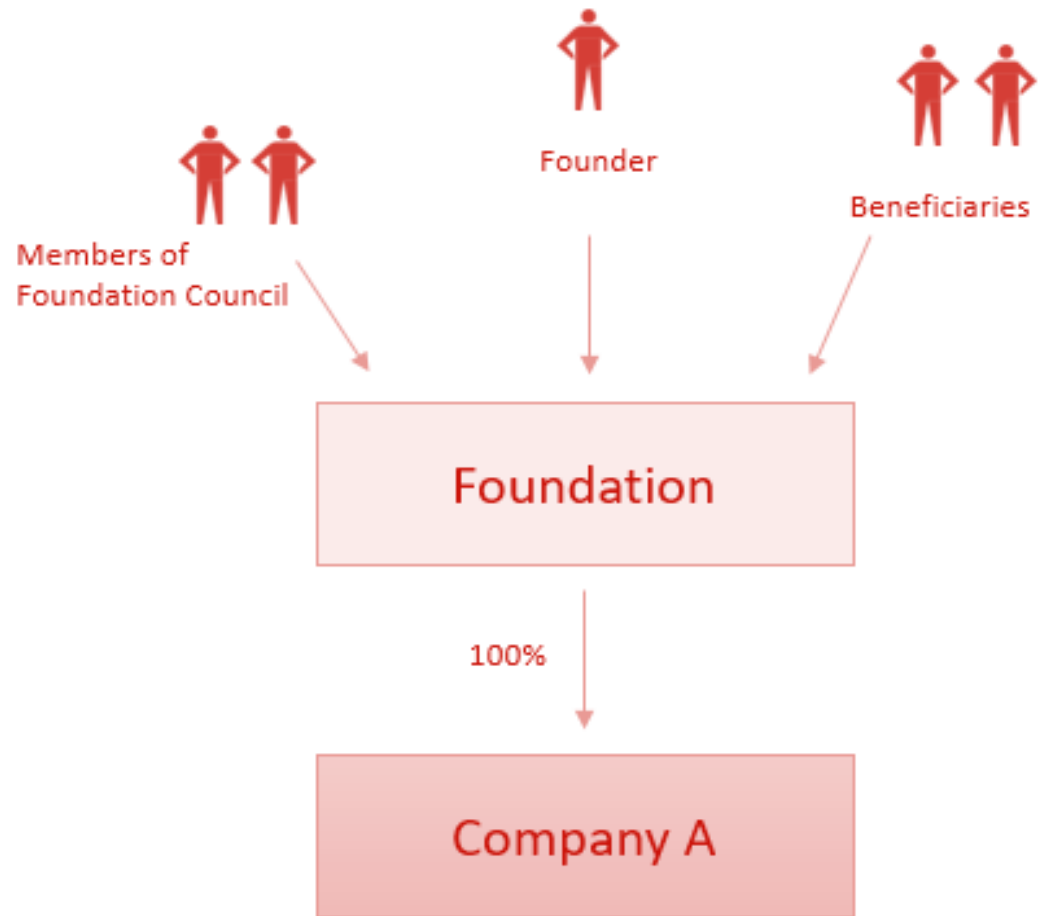 Founder
Beneficiaries
Members of
Foundation Council
Foundation
100%
Company A